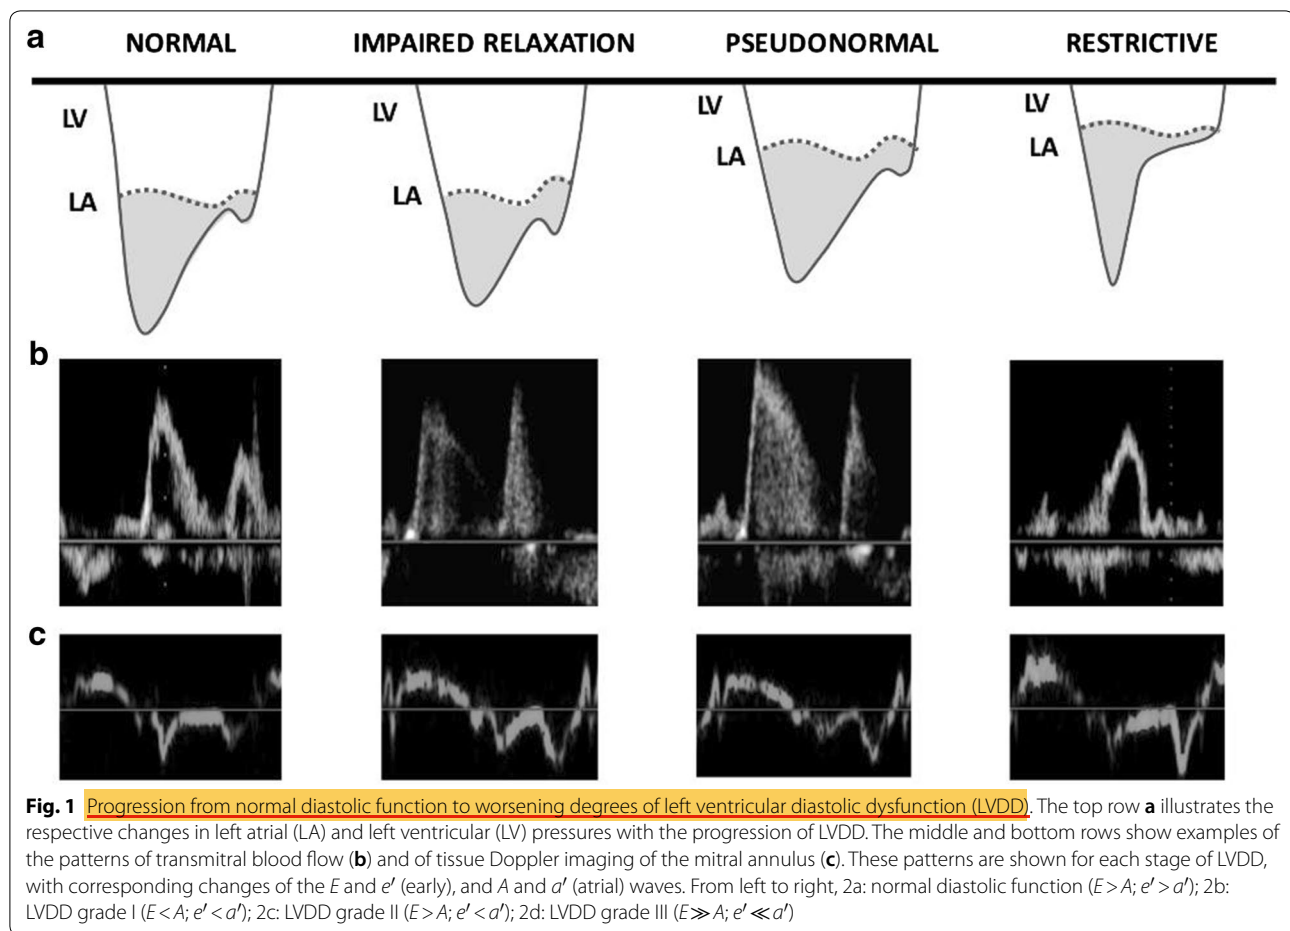 a
NORMAL IMPAIRED RELAXATION PSEUDONORMAL RESTRICTIVE
LV LV LV LV
LA LA LA LA
b
c
Fig. 1 Progression from normal diastolic function to worsening degrees of left ventricular diastolic dysfunction (LVDD). The top row a illustrates the
respective changes in left atrial (LA) and left ventricular (LV) pressures with the progression of LVDD. The middle and bottom rows show examples of
the patterns of transmitral blood flow (b) and of tissue Doppler imaging of the mitral annulus (c). These patterns are shown for each stage of LVDD,
with corresponding changes of the E and e′ (early), and A and a′ (atrial) waves. From left to right, 2a: normal diastolic function (E > A; e′ > a′); 2b:
LVDD grade I (E < A; e′ < a′); 2c: LVDD grade II (E > A; e′ < a′); 2d: LVDD grade III (E ≫ A; e′ ≪ a′)